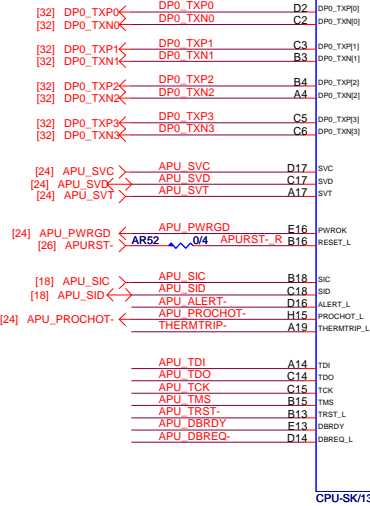 [32] DP0_TXP0 DP0_TXP0 D2 DP0_TXP[0]
[32] DP0_TXN0 DP0_TXN0 C2 DP0_TXN[0]
[32] DP0_TXP1 DP0_TXP1 C3 DP0_TXP[1]
[32] DP0_TXN1 DP0_TXN1 B3 DP0_TXN[1]
[32] DP0_TXP2 DP0_TXP2 B4 DP0_TXP[2]
[32] DP0_TXN2 DP0_TXN2 A4 DP0_TXN[2]
[32] DP0_TXP3 DP0_TXP3 C5 DP0_TXP[3]
[32] DP0_TXN3 DP0_TXN3 C6 DP0_TXN[3]
[24] APU_SVC APU_SVC D17 SVC
[24] APU_SVD APU_SVD C17 SVD
[24] APU_SVT APU_SVT A17 SVT
[24] APU_PWRGD APU_PWRGD E16 PWROK
[26] APURST- AR52 0/4 APURST-_R B16 RESET_L
[18] APU_SIC APU_SIC B18 SIC
[18] APU_SID APU_SID C18 SID
APU_ALERT- D16 ALERT_L
[24] APU_PROCHOT- APU_PROCHOT- H15 PROCHOT_L
THERMTRIP- A19 THERMTRIP_L
APU_TDI A14 TDI
APU_TDO C14 TDO
APU_TCK C15 TCK
APU_TMS B15 TMS
APU_TRST- B13 TRST_L
APU_DBRDY E13 DBRDY
APU_DBREQ- D14 DBREQ_L
CPU-SK/13